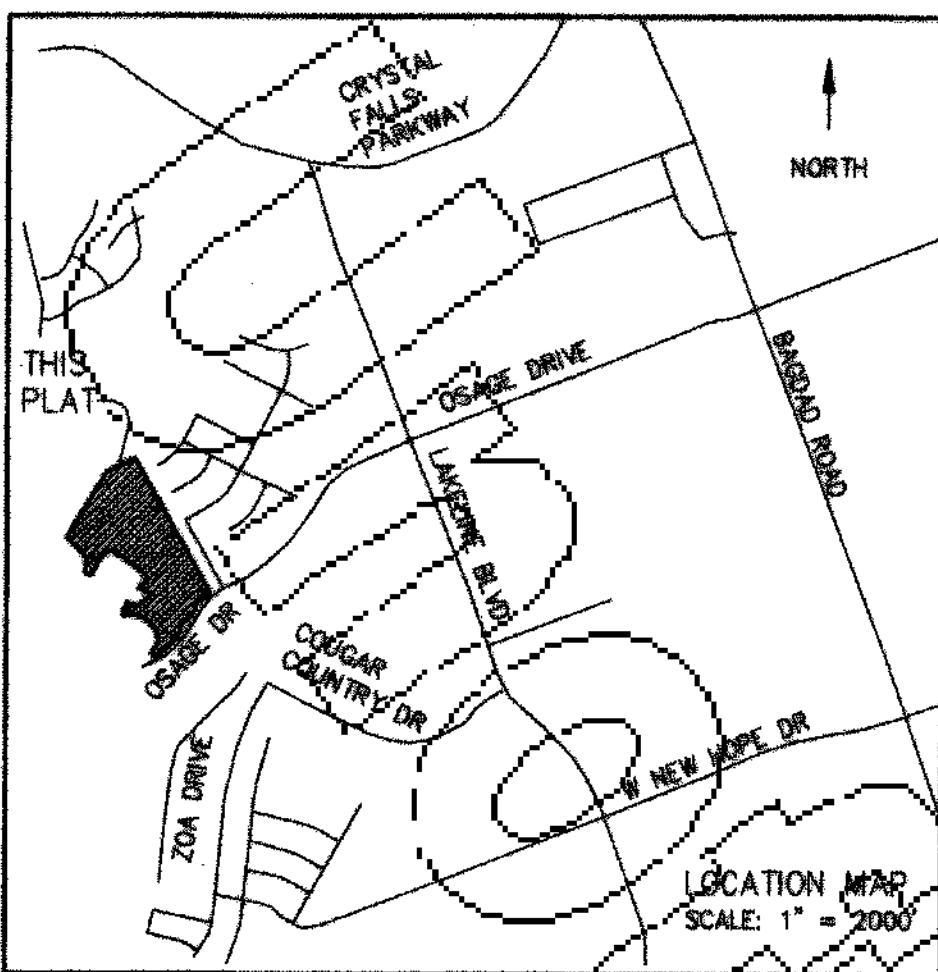 CRYSTAL
FALLS
PARKWAY
NORTH
THIS
PLAT
OSAGE DRIVE
BAGDAD ROAD
LAKELINE BLVD
OSAGE DR
COUGAR
COUNTRY DR
ZOA DRIVE
W NEW HOPE DR
LOCATION MAP
SCALE: 1" = 2000'